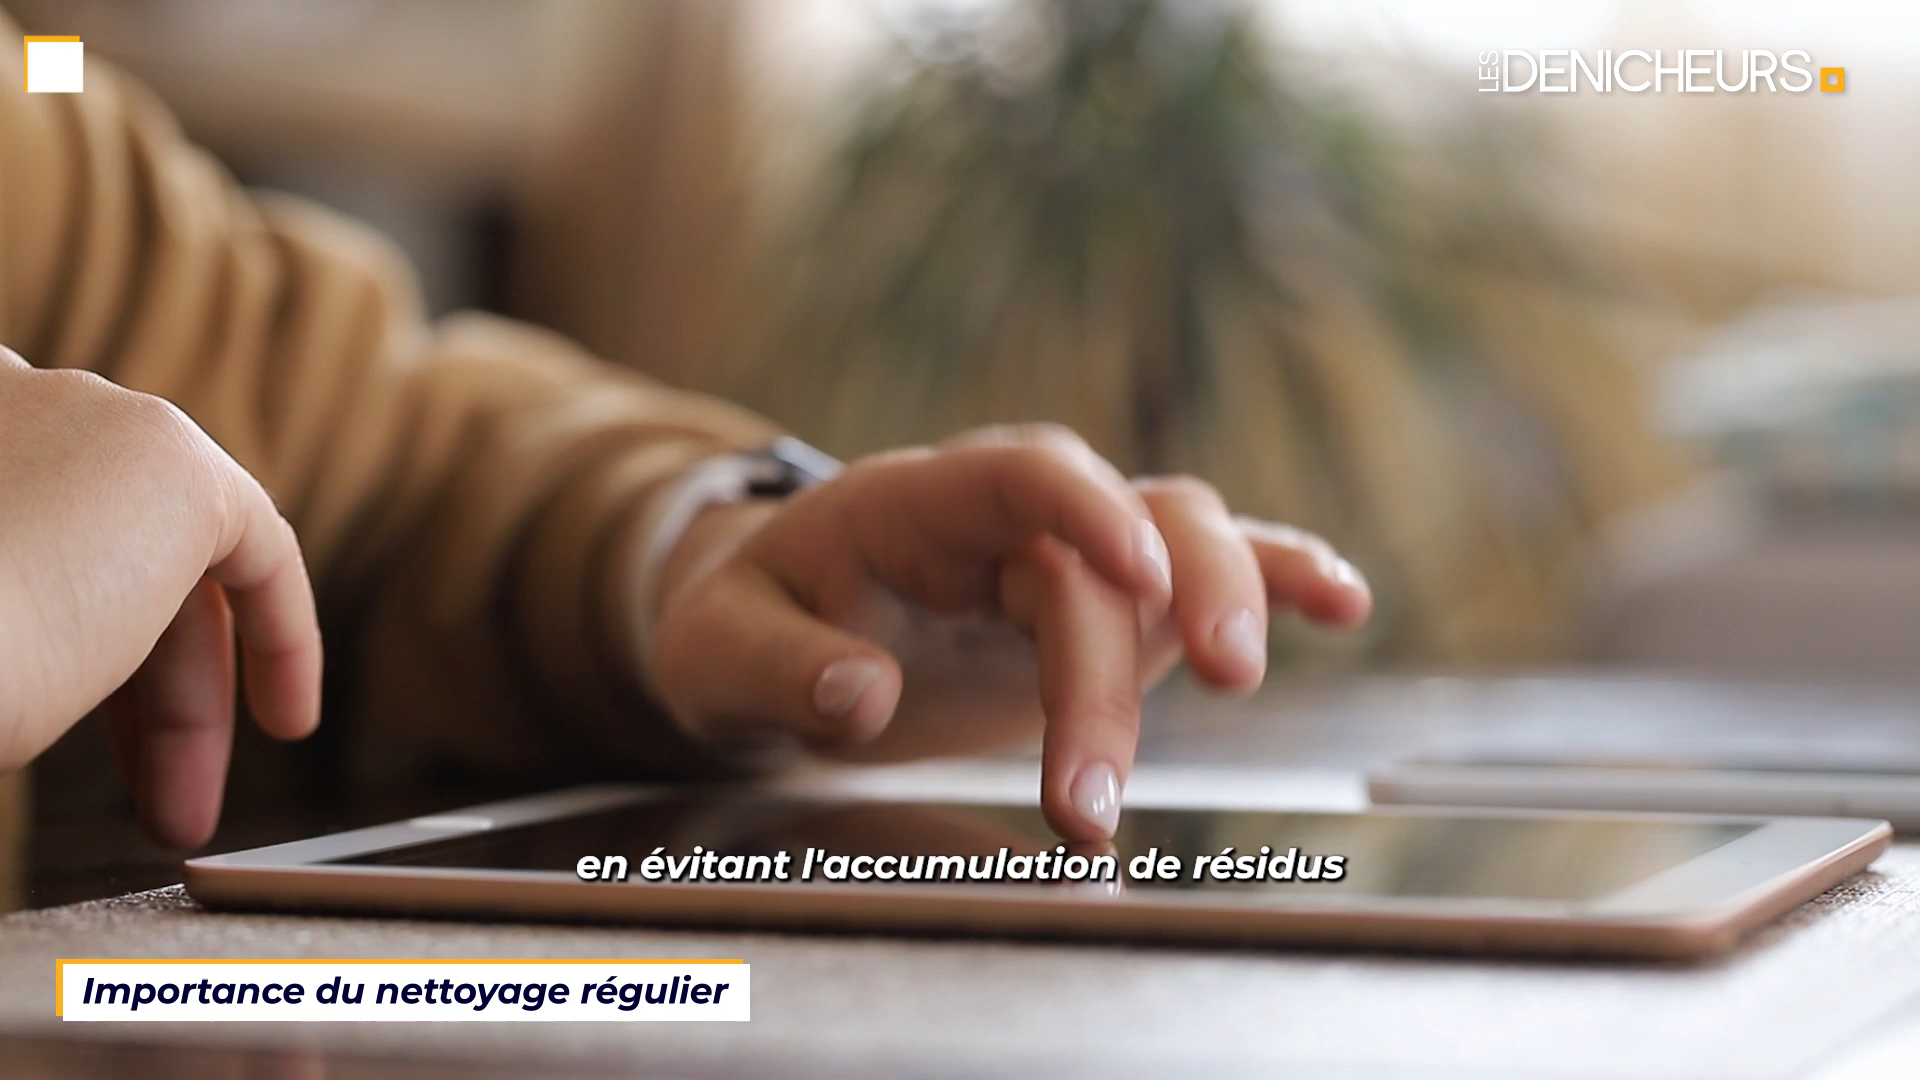 LES DENICHEURS
en évitant l'accumulation de résidus
Importance du nettoyage régulier